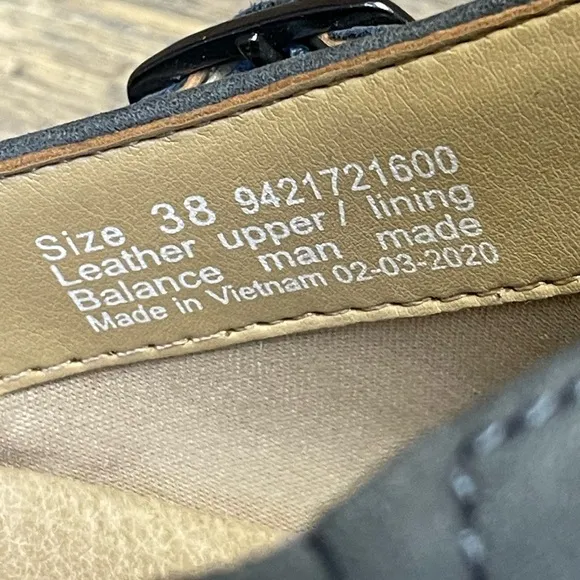 Size 38 9421721600
Leather upper/ lining
Balance man made
Made in Vietnam 02-03-2020